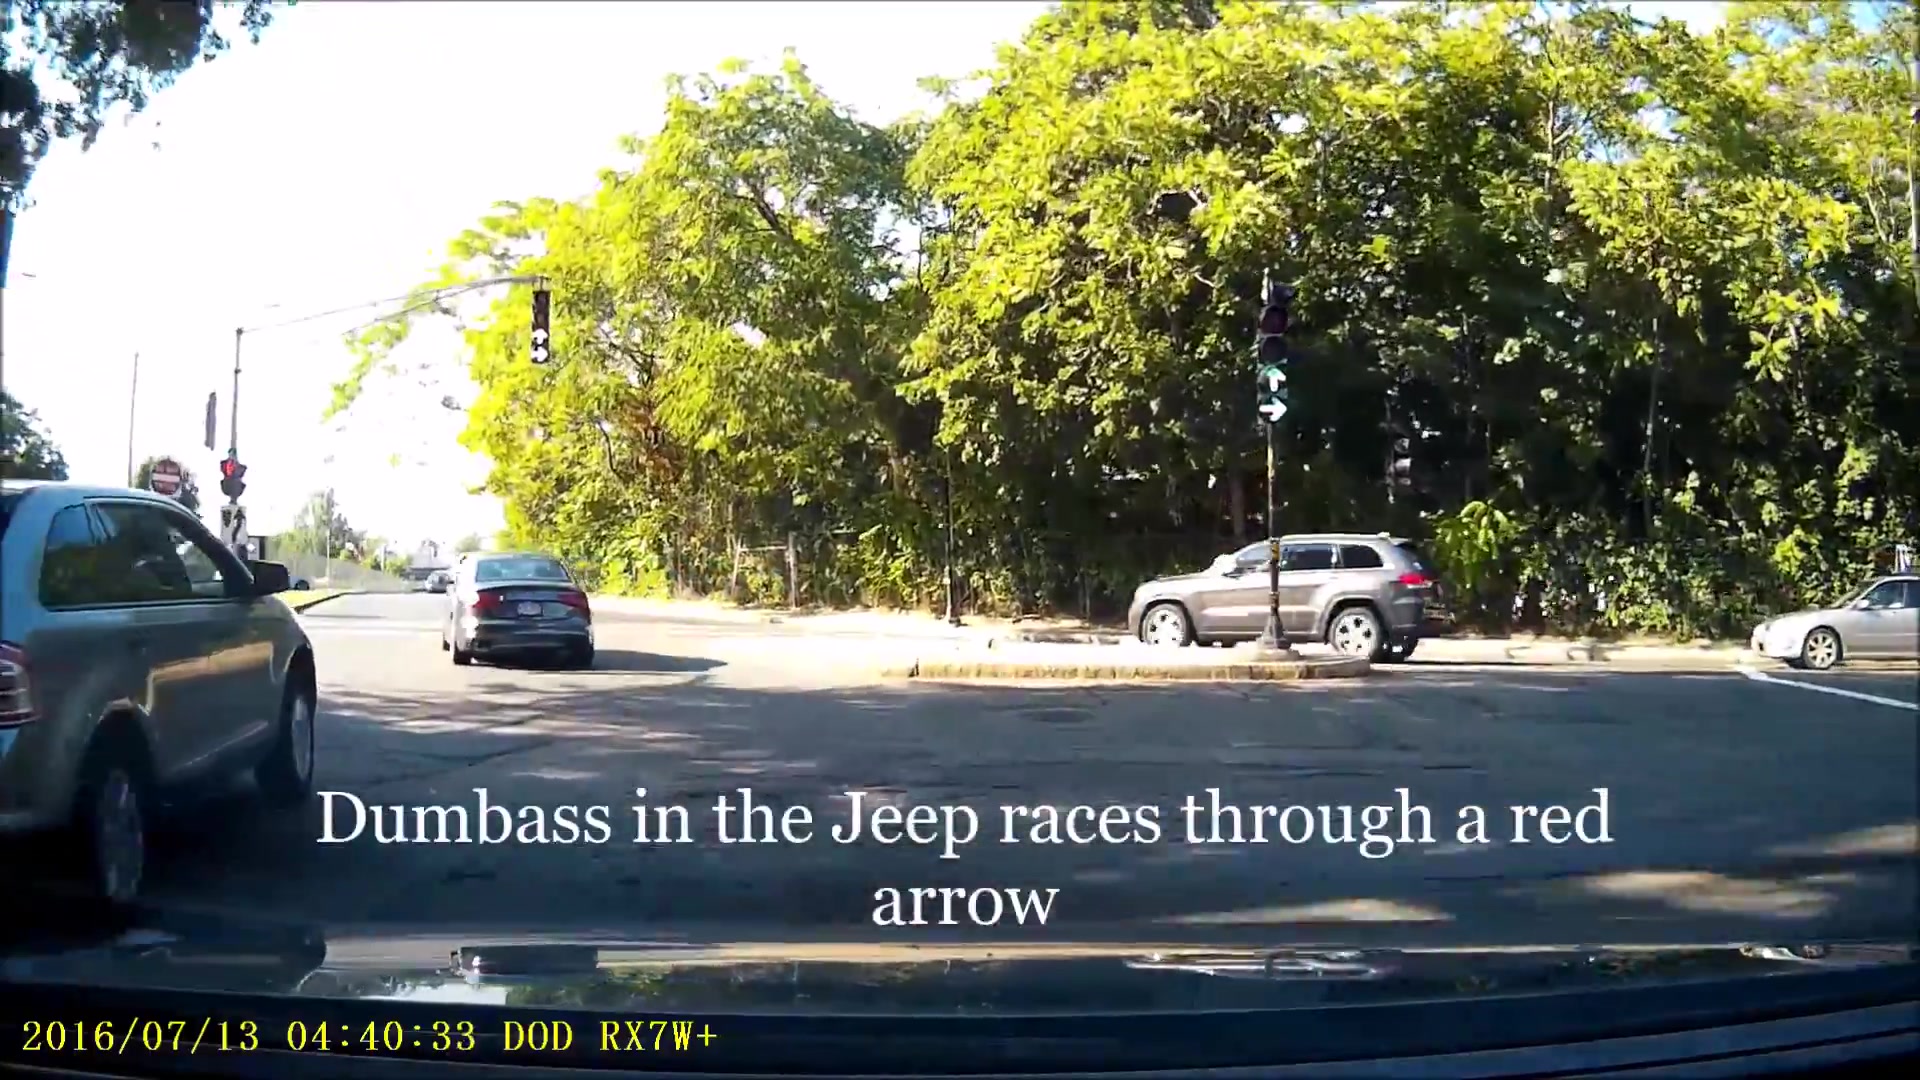 Dumbass in the Jeep races through a red
arrow
2016/07/13 04:40:33 DOD RX7W+